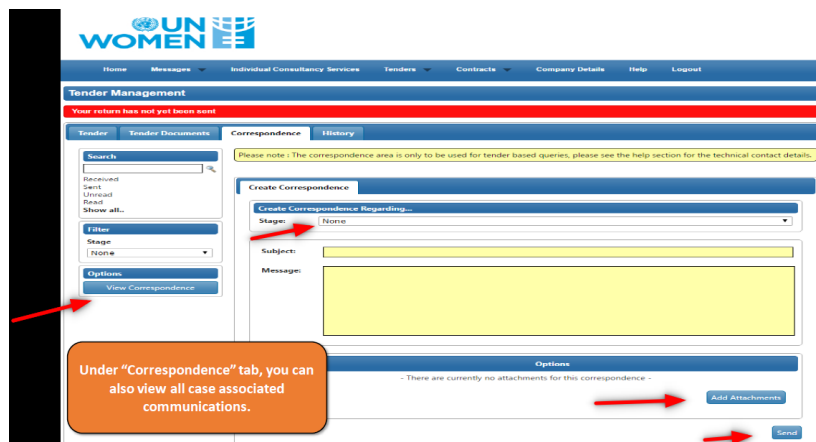 UN
WOMEN
Home Messages Individual Consultancy Services Tenders Contracts Company Details Help Logout
Tender Management
Your return has not yet been sent
Tender Tender Documents Correspondence History
Search
Received
Sent
Unread
Read
Show all..
Filter
Stage
None
Options
View Correspondence
Please note : The correspondence area is only to be used for tender based queries, please see the help section for the technical contact details.
Create Correspondence
Create Correspondence Regarding...
Stage: None
Subject:
Message:
Options
- There are currently no attachments for this correspondence -
Add Attachments
Send
Under “Correspondence” tab, you can
also view all case associated
communications.